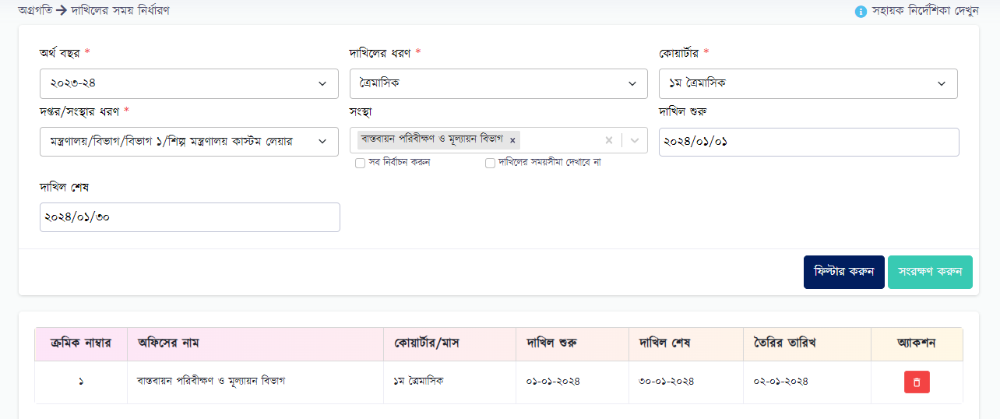 অগ্রগতি → দাখিলের সময় নির্ধারণ
সহায়ক নির্দেশিকা দেখুন
অর্থ বছর * দাখিলের ধরণ * কোয়ার্টার *
২০২৩-২৪ ত্রৈমাসিক ১ম ত্রৈমাসিক
দপ্তর/সংস্থার ধরণ * সংস্থা দাখিল শুরু
মন্ত্রণালয়/বিভাগ/বিভাগ ১/শিল্প মন্ত্রণালয় কাস্টম লেয়ার বাস্তবায়ন পরিবীক্ষণ ও মূল্যায়ন বিভাগ × ২০২৪/০১/০১
সব নির্বাচন করুন দাখিলের সময়সীমা দেখাবে না
দাখিল শেষ
২০২৪/০১/৩০
ফিল্টার করুন সংরক্ষণ করুন
ক্রমিক নাম্বার অফিসের নাম কোয়ার্টার/মাস দাখিল শুরু দাখিল শেষ তৈরির তারিখ অ্যাকশন
১ বাস্তবায়ন পরিবীক্ষণ ও মূল্যায়ন বিভাগ ১ম ত্রৈমাসিক ০১-০১-২০২৪ ৩০-০১-২০২৪ ০২-০১-২০২৪